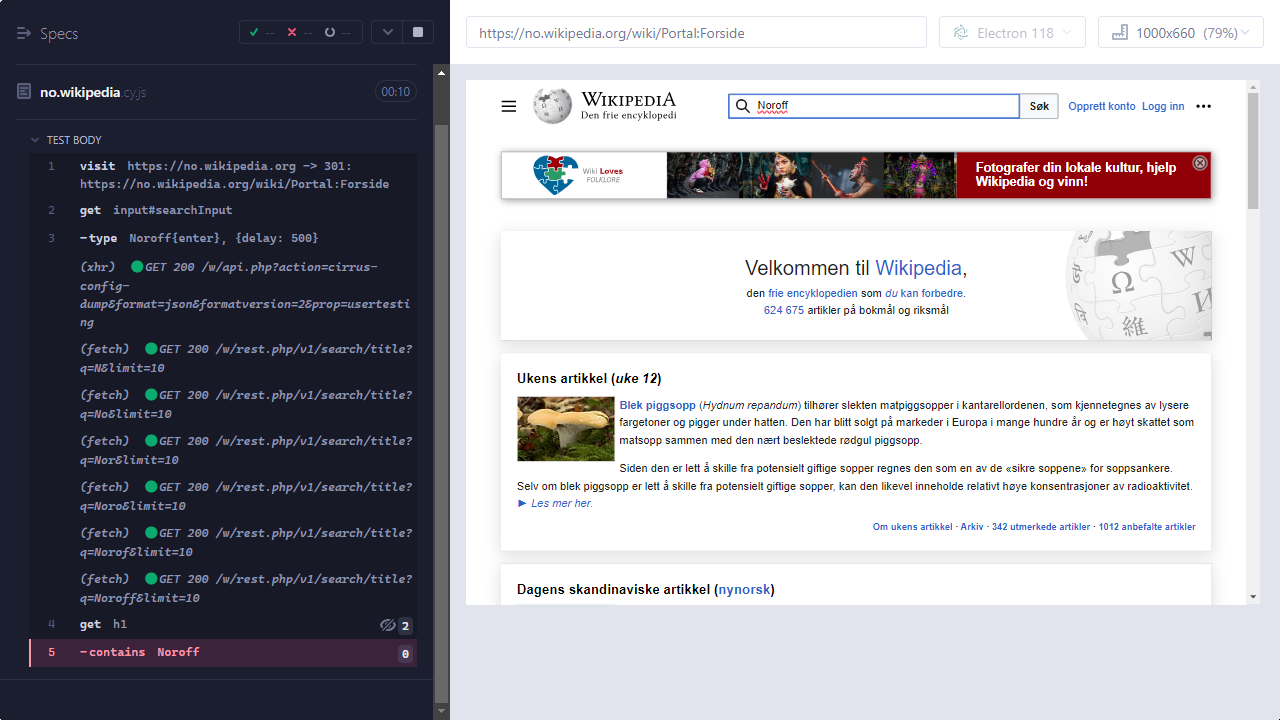 Specs
-- -- --
no.wikipedia.cy.js
00:10
TEST BODY
1 visit https://no.wikipedia.org -> 301:
https://no.wikipedia.org/wiki/Portal:Forside
2 get input#searchInput
3 -type Noroff{enter}, {delay: 500}
(xhr) GET 200 /w/api.php?action=cirrus-
config-
dump&format=json&formatversion=2&prop=usertesti
ng
(fetch) GET 200 /w/rest.php/v1/search/title?
q=N&limit=10
(fetch) GET 200 /w/rest.php/v1/search/title?
q=No&limit=10
(fetch) GET 200 /w/rest.php/v1/search/title?
q=Nor&limit=10
(fetch) GET 200 /w/rest.php/v1/search/title?
q=Noro&limit=10
(fetch) GET 200 /w/rest.php/v1/search/title?
q=Norof&limit=10
(fetch) GET 200 /w/rest.php/v1/search/title?
q=Noroff&limit=10
4 get h1 2
5 -contains Noroff 0
https://no.wikipedia.org/wiki/Portal:Forside
Electron 118
1000x660 (79%)
WIKIPEDIA
Den frie encyklopedi
Noroff
Søk
Opprett konto Logg inn
Wiki Loves
FOLKLORE
Fotografer din lokale kultur, hjelp
Wikipedia og vinn!
Velkommen til Wikipedia,
den frie encyklopedien som du kan forbedre.
624 675 artikler på bokmål og riksmål
Ω
W
И
維
Ukens artikkel (uke 12)
Blek piggsopp (Hydnum repandum) tilhører slekten matpiggsopper i kantarellordenen, som kjennetegnes av lysere
fargetoner og pigger under hatten. Den har blitt solgt på markeder i Europa i mange hundre år og er høyt skattet som
matsopp sammen med den nært beslektede rødgul piggsopp.
Siden den er lett å skille fra potensielt giftige sopper regnes den som en av de «sikre soppene» for soppsankere.
Selv om blek piggsopp er lett å skille fra potensielt giftige sopper, kan den likevel inneholde relativt høye konsentrasjoner av radioaktivitet.
► Les mer her.
Om ukens artikkel · Arkiv · 342 utmerkede artikler · 1012 anbefalte artikler
Dagens skandinaviske artikkel (nynorsk)